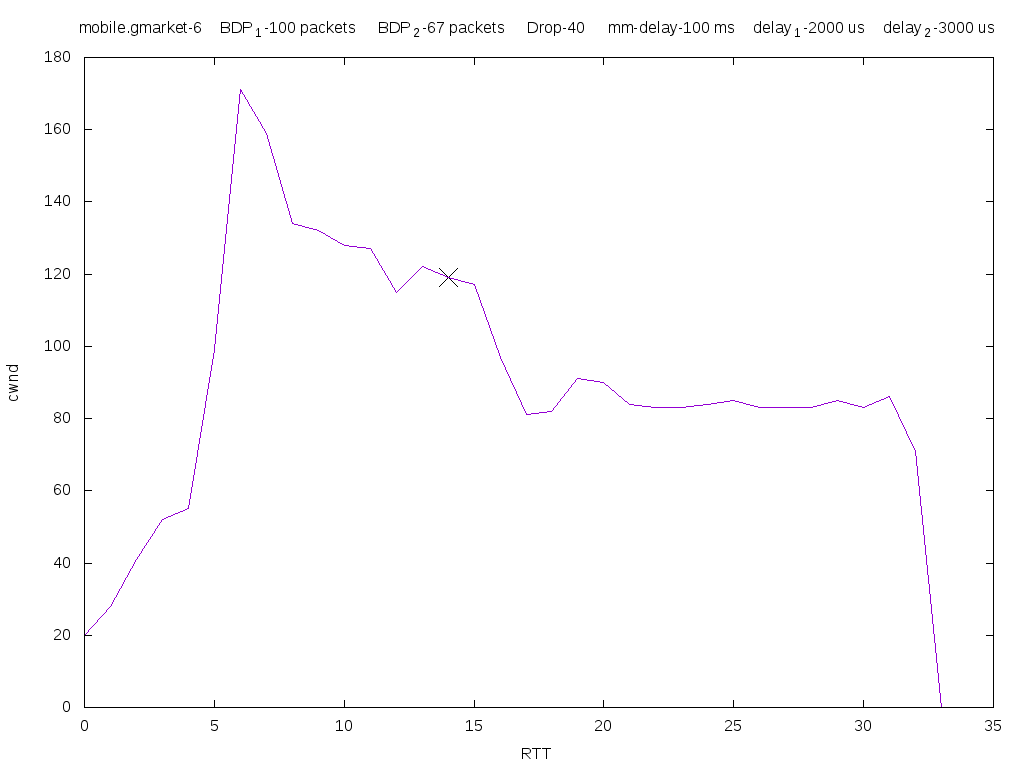 mobile.gmarket-6 BDP1-100 packets BDP2-67 packets Drop-40 mm-delay-100 ms delay1-2000 us delay2-3000 us
180
160
140
120
100
80
60
40
20
0
cwnd
0 5 10 15 20 25 30 35
RTT